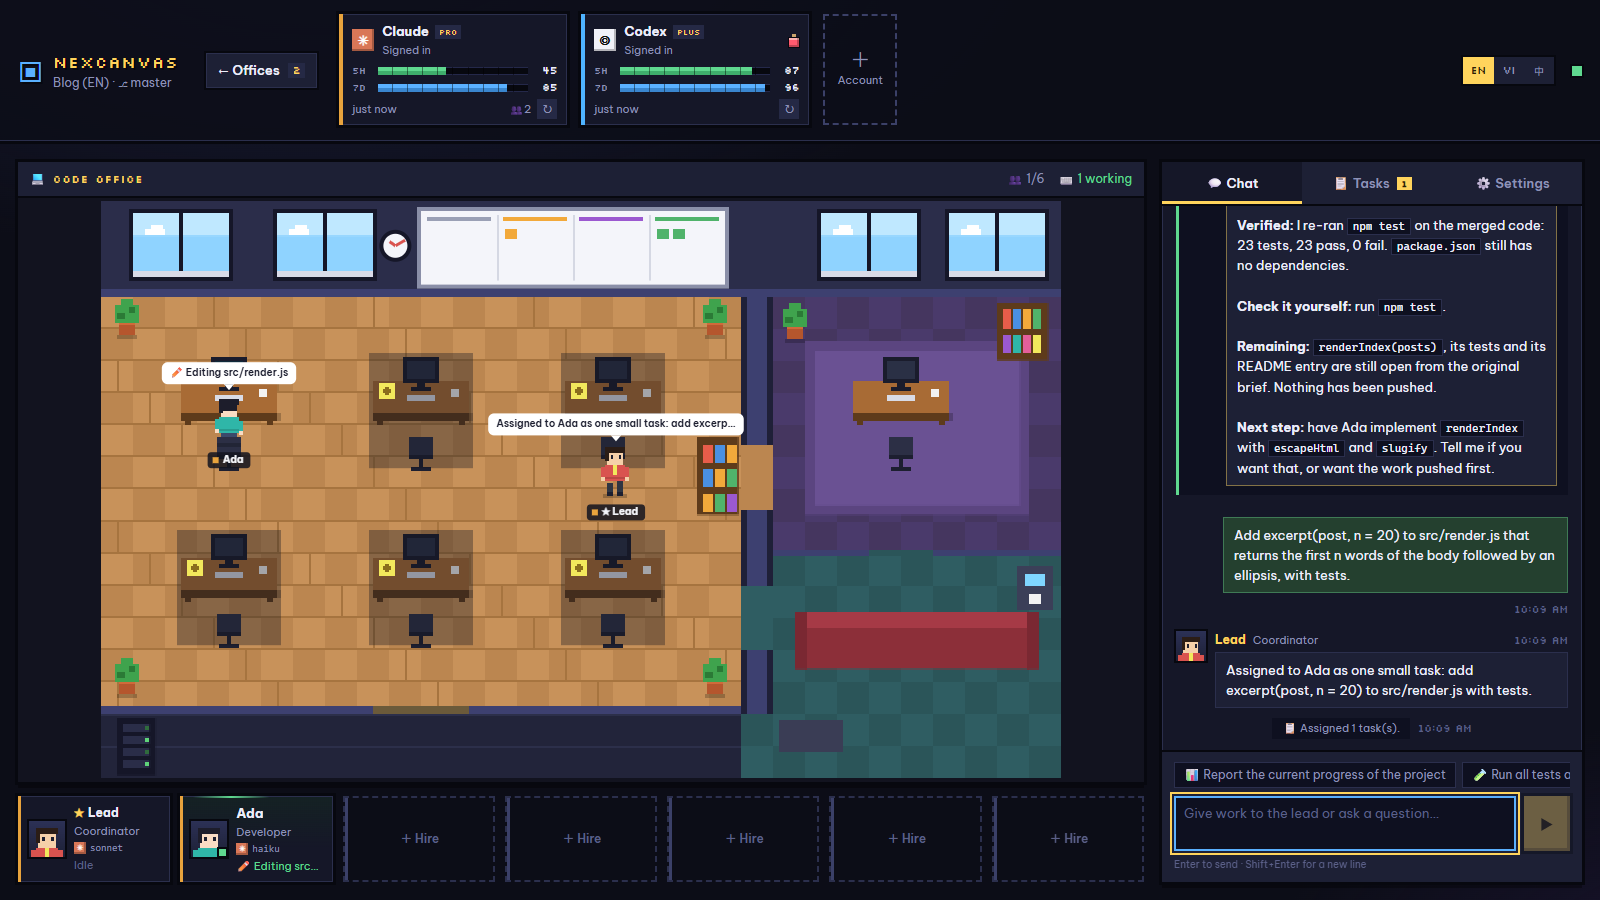 NEXCANVAS
Blog (EN) · master
← Offices 2
Claude PRO
Signed in
5H 45
7D 85
just now 2
Codex PLUS
Signed in
5H 87
7D 96
just now
+
Account
EN VI 中
CODE OFFICE
1/6 1 working
Editing src/render.js
Ada
Assigned to Ada as one small task: add excerp...
★ Lead
Lead
Coordinator
sonnet
Idle
Ada
Developer
haiku
Editing src...
+ Hire
+ Hire
+ Hire
+ Hire
+ Hire
Chat Tasks 1 Settings
Verified: I re-ran npm test on the merged code:
23 tests, 23 pass, 0 fail. package.json still has
no dependencies.
Check it yourself: run npm test.
Remaining: renderIndex(posts), its tests and its
README entry are still open from the original
brief. Nothing has been pushed.
Next step: have Ada implement renderIndex
with escapeHtml and slugify. Tell me if you
want that, or want the work pushed first.
Add excerpt(post, n = 20) to src/render.js that
returns the first n words of the body followed by an
ellipsis, with tests.
10:09 AM
Lead Coordinator 10:09 AM
Assigned to Ada as one small task: add
excerpt(post, n = 20) to src/render.js with tests.
Assigned 1 task(s). 10:09 AM
Report the current progress of the project
Run all tests
Give work to the lead or ask a question...
Enter to send · Shift+Enter for a new line